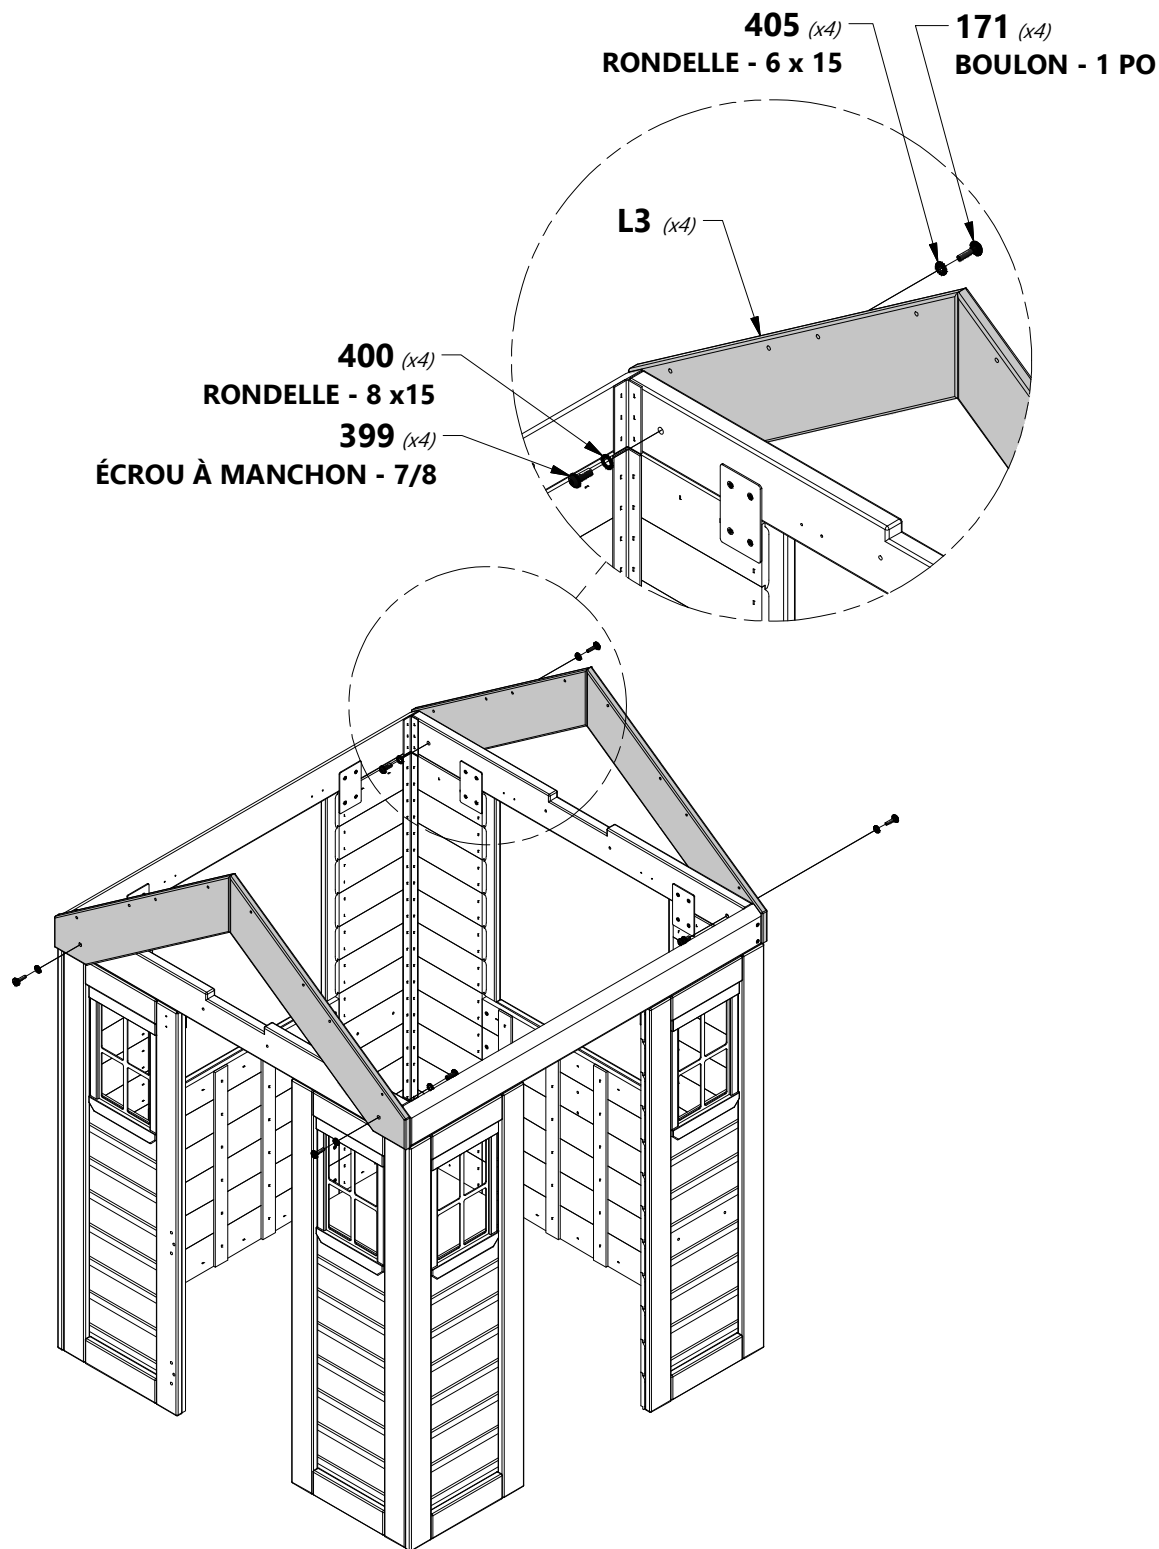 405 (x4)
RONDELLE - 6 x 15
171 (x4)
BOULON - 1 PO
L3 (x4)
400 (x4)
RONDELLE - 8 x15
399 (x4)
ÉCROU À MANCHON - 7/8